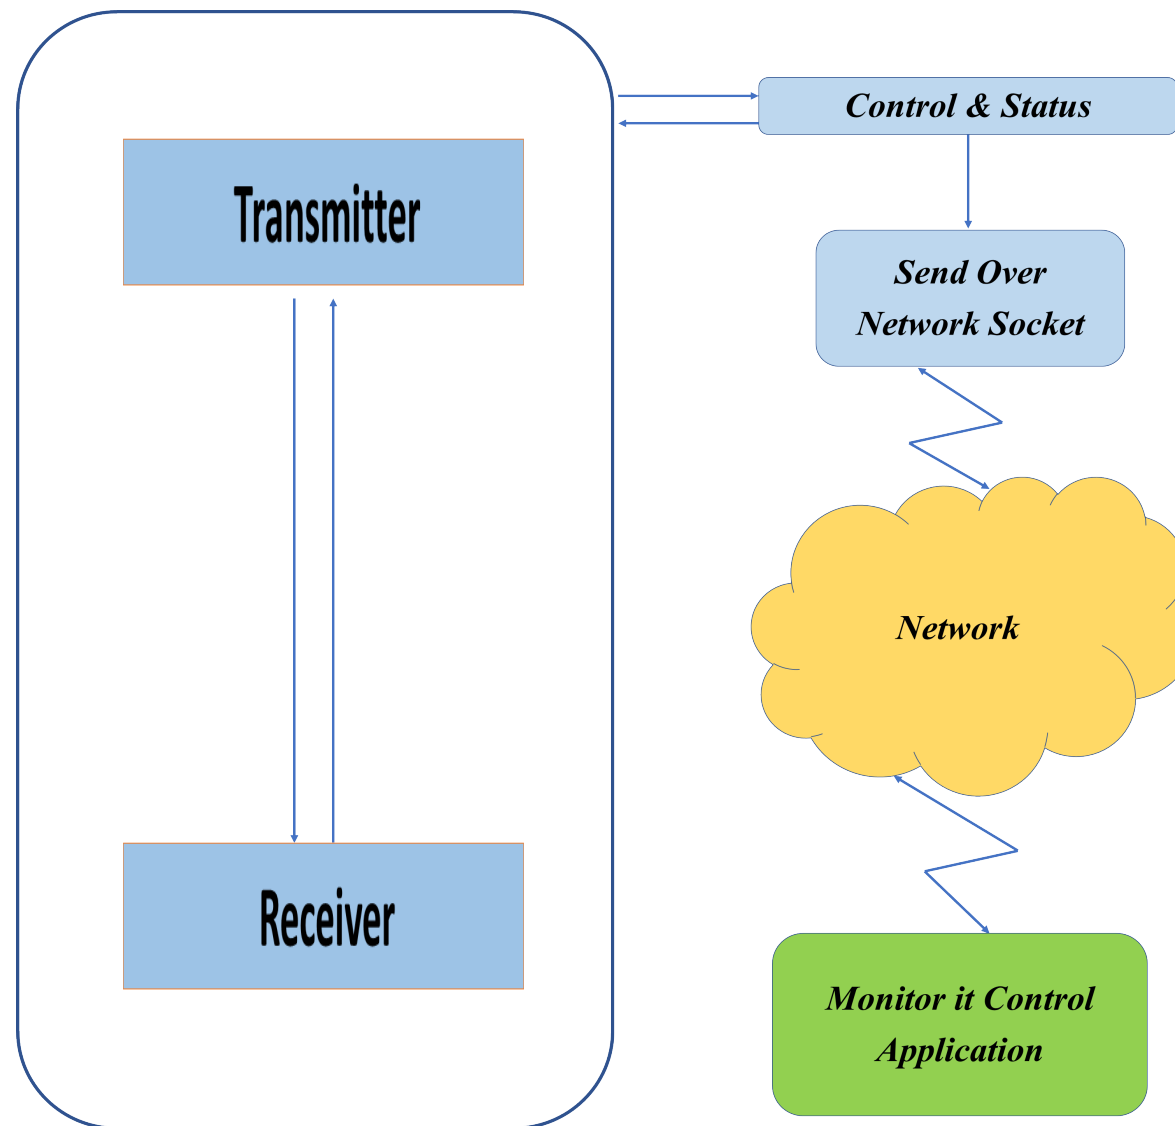 Control & Status
Transmitter
Send Over
Network Socket
Network
Receiver
Monitor it Control
Application